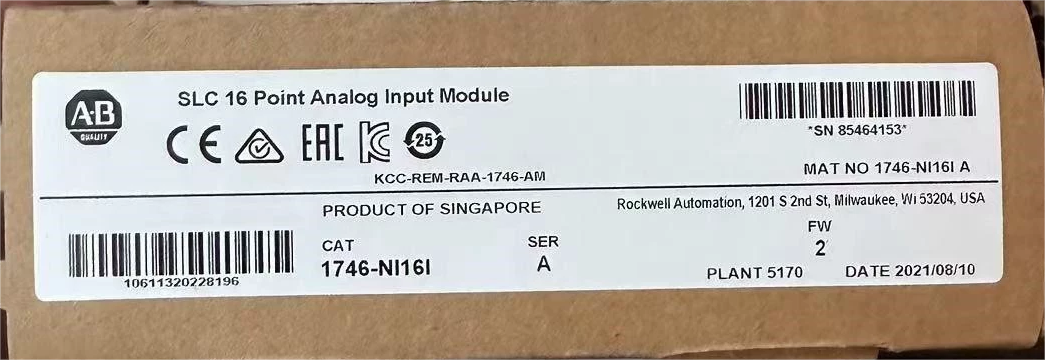 A-B
QUALITY
SLC 16 Point Analog Input Module
CE EAC 25
KCC-REM-RAA-1746-AM
*SN 85464153*
MAT NO 1746-NI16I A
PRODUCT OF SINGAPORE
Rockwell Automation, 1201 S 2nd St, Milwaukee, Wi 53204, USA
10611320228196
CAT
1746-NI16I
SER
A
FW
2
PLANT 5170 DATE 2021/08/10